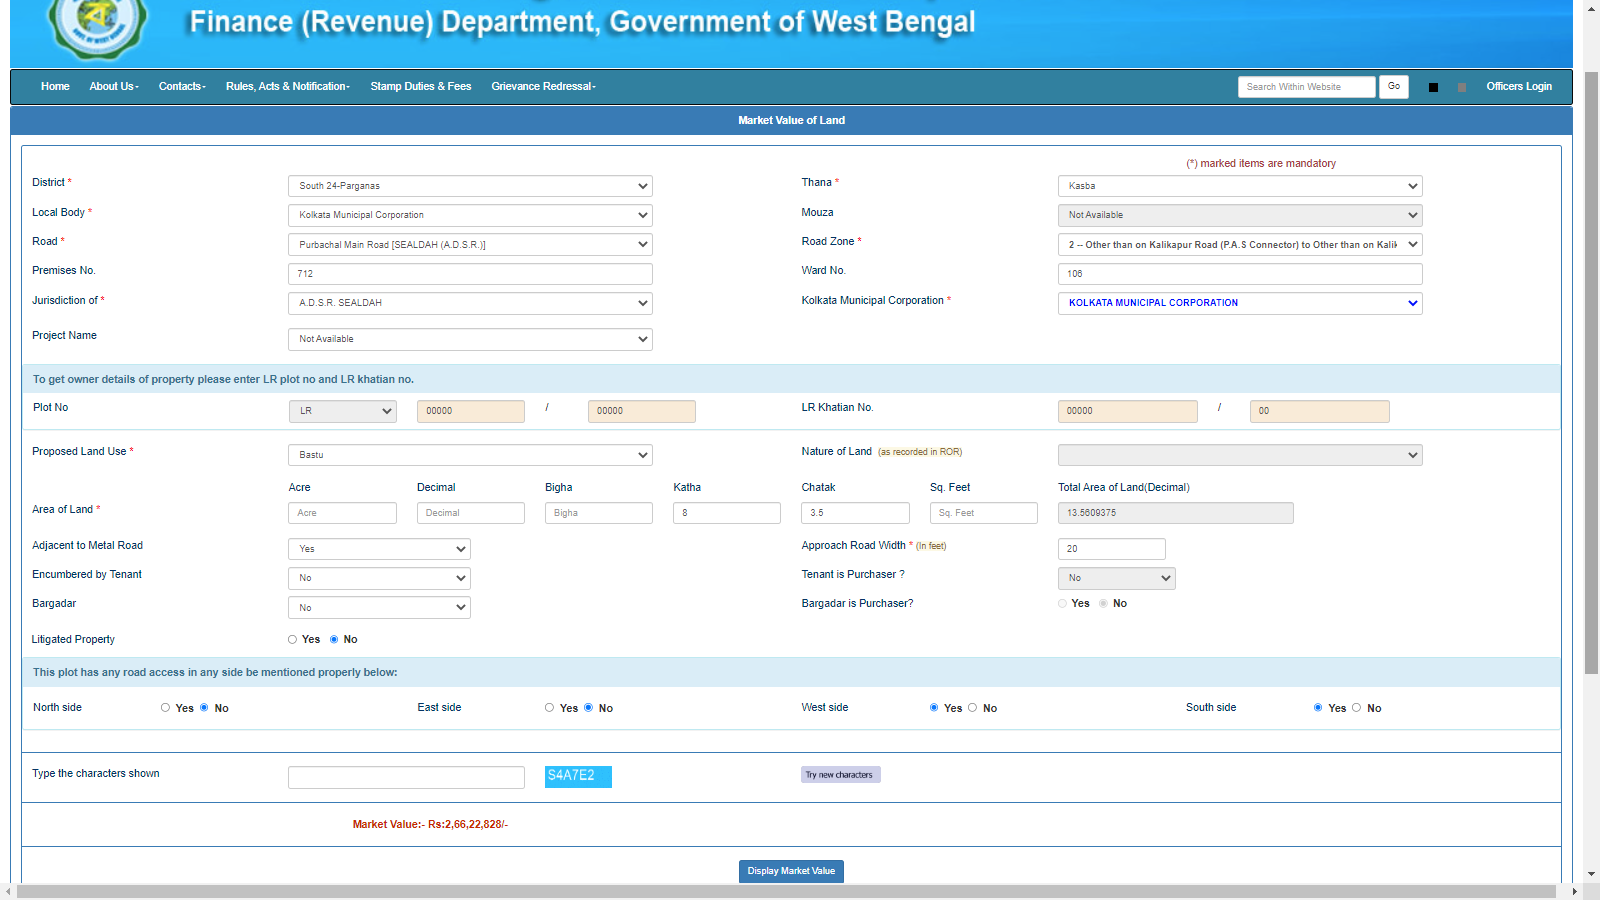 Finance (Revenue) Department, Government of West Bengal
Home About Us Contacts Rules, Acts & Notification Stamp Duties & Fees Grievance Redressal Search Within Website Go Officers Login
Market Value of Land
(*) marked items are mandatory
District * South 24-Parganas Thana * Kasba
Local Body * Kolkata Municipal Corporation Mouza Not Available
Road * Purbachal Main Road [SEALDAH (A.D.S.R.)] Road Zone * 2 -- Other than on Kalikapur Road (P.A.S Connector) to Other than on Kalik
Premises No. 712 Ward No. 106
Jurisdiction of * A.D.S.R. SEALDAH Kolkata Municipal Corporation * KOLKATA MUNICIPAL CORPORATION
Project Name Not Available
To get owner details of property please enter LR plot no and LR khatian no.
Plot No LR 00000 / 00000 LR Khatian No. 00000 / 00
Proposed Land Use * Bastu Nature of Land (as recorded in ROR)
Acre Decimal Bigha Katha Chatak Sq. Feet Total Area of Land(Decimal)
Area of Land * Acre Decimal Bigha 8 3.5 Sq. Feet 13.5609375
Adjacent to Metal Road Yes Approach Road Width * (In feet) 20
Encumbered by Tenant No Tenant is Purchaser ? No
Bargadar No Bargadar is Purchaser? Yes No
Litigated Property Yes No
This plot has any road access in any side be mentioned properly below:
North side Yes No East side Yes No West side Yes No South side Yes No
Type the characters shown S4A7E2 Try new characters
Market Value:- Rs:2,66,22,828/-
Display Market Value